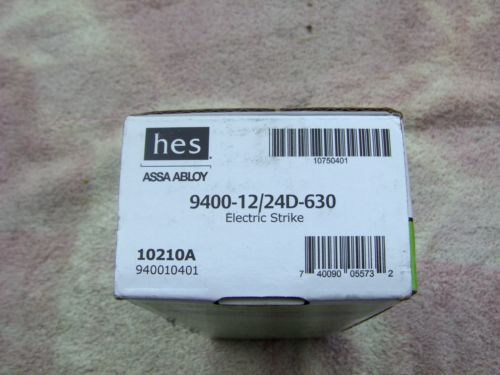 hes
ASSA ABLOY
10750401
9400-12/24D-630
Electric Strike
10210A
940010401
7 40090 05573 2